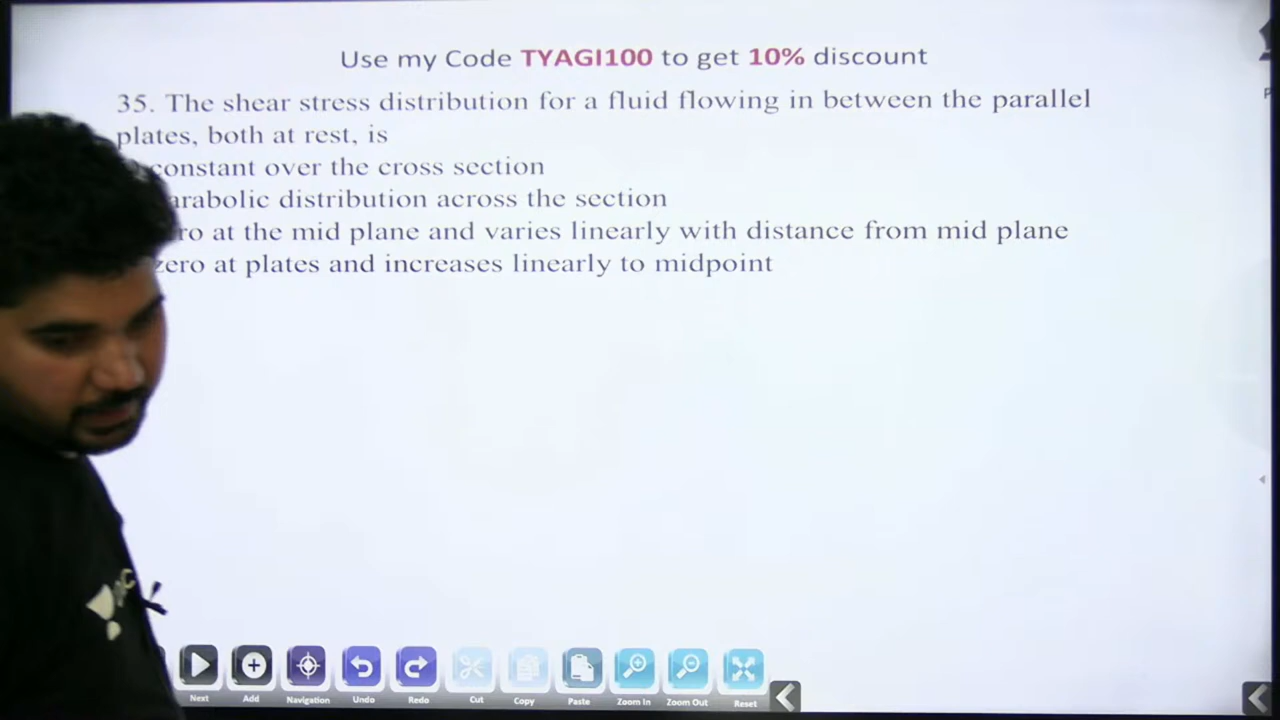 Use my Code TYAGI100 to get 10% discount
35. The shear stress distribution for a fluid flowing in between the parallel
plates, both at rest, is
constant over the cross section
distribution across the section
at the mid plane and varies linearly with distance from mid plane
zero at plates and increases linearly to midpoint
Next Add Navigation Undo Redo Cut Copy Paste Zoom In Zoom Out Reset